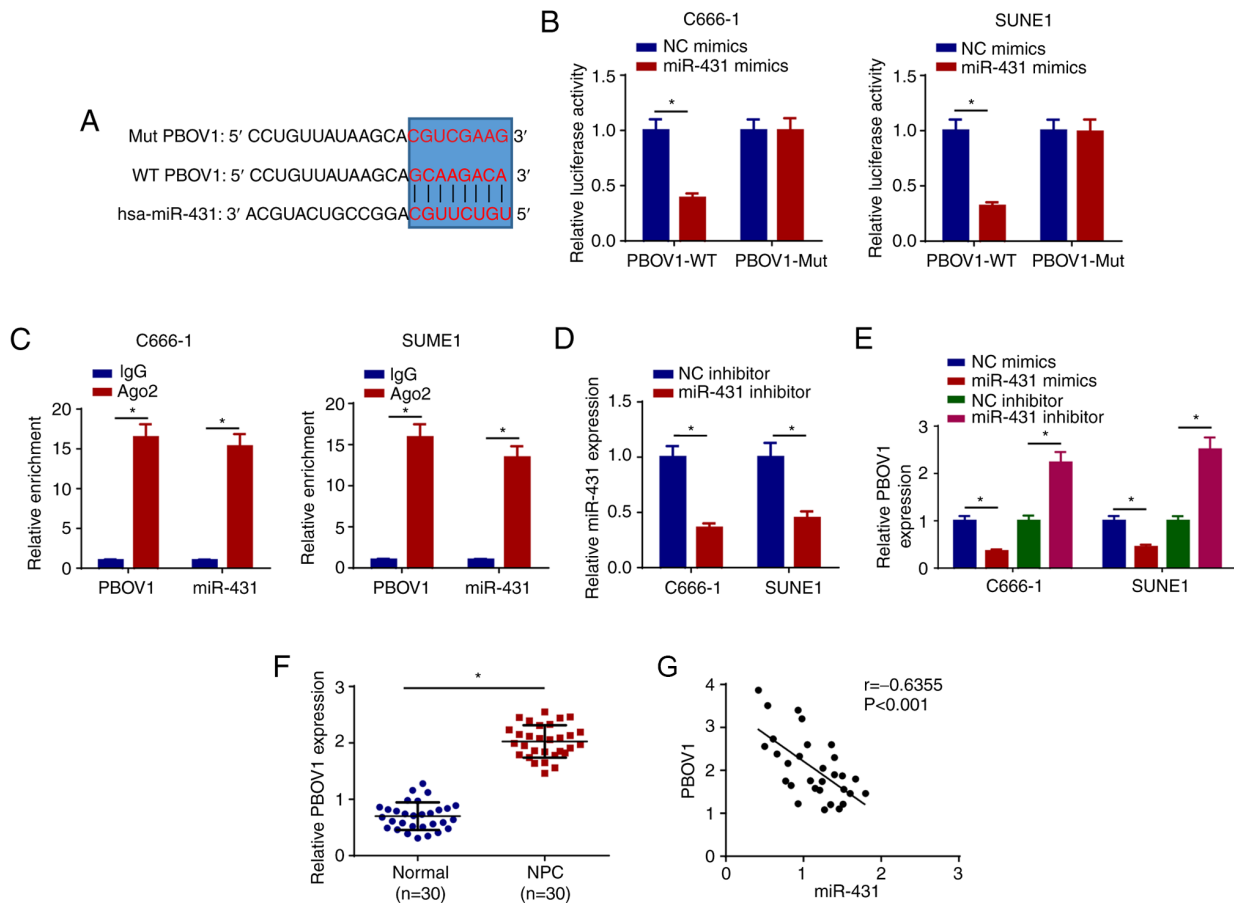 A
Mut PBOV1: 5′ CCUGUUAUAAGCACGUCGAAG 3′
WT PBOV1: 5′ CCUGUUAUAAGCAGCAAGACA 3′
hsa-miR-431: 3′ ACGUACUGCCGGACGUUCUGU 5′
B
C666-1
NC mimics
miR-431 mimics
Relative luciferase activity
1.5
1.0
0.5
0.0
PBOV1-WT PBOV1-Mut
SUNE1
NC mimics
miR-431 mimics
Relative luciferase activity
1.5
1.0
0.5
0.0
PBOV1-WT PBOV1-Mut
*
*
C
C666-1
IgG
Ago2
Relative enrichment
20
15
10
5
0
* *
PBOV1 miR-431
SUME1
IgG
Ago2
Relative enrichment
20
15
10
5
0
* *
PBOV1 miR-431
D
NC inhibitor
miR-431 inhibitor
Relative miR-431 expression
1.5
1.0
0.5
0.0
* *
C666-1 SUNE1
E
NC mimics
miR-431 mimics
NC inhibitor
miR-431 inhibitor
Relative PBOV1
expression
3
2
1
0
* * * *
C666-1 SUNE1
F
Relative PBOV1 expression
3
2
1
0
*
Normal NPC
(n=30) (n=30)
G
r=−0.6355
P<0.001
PBOV1
4
3
2
1
0
0 1 2 3
miR-431